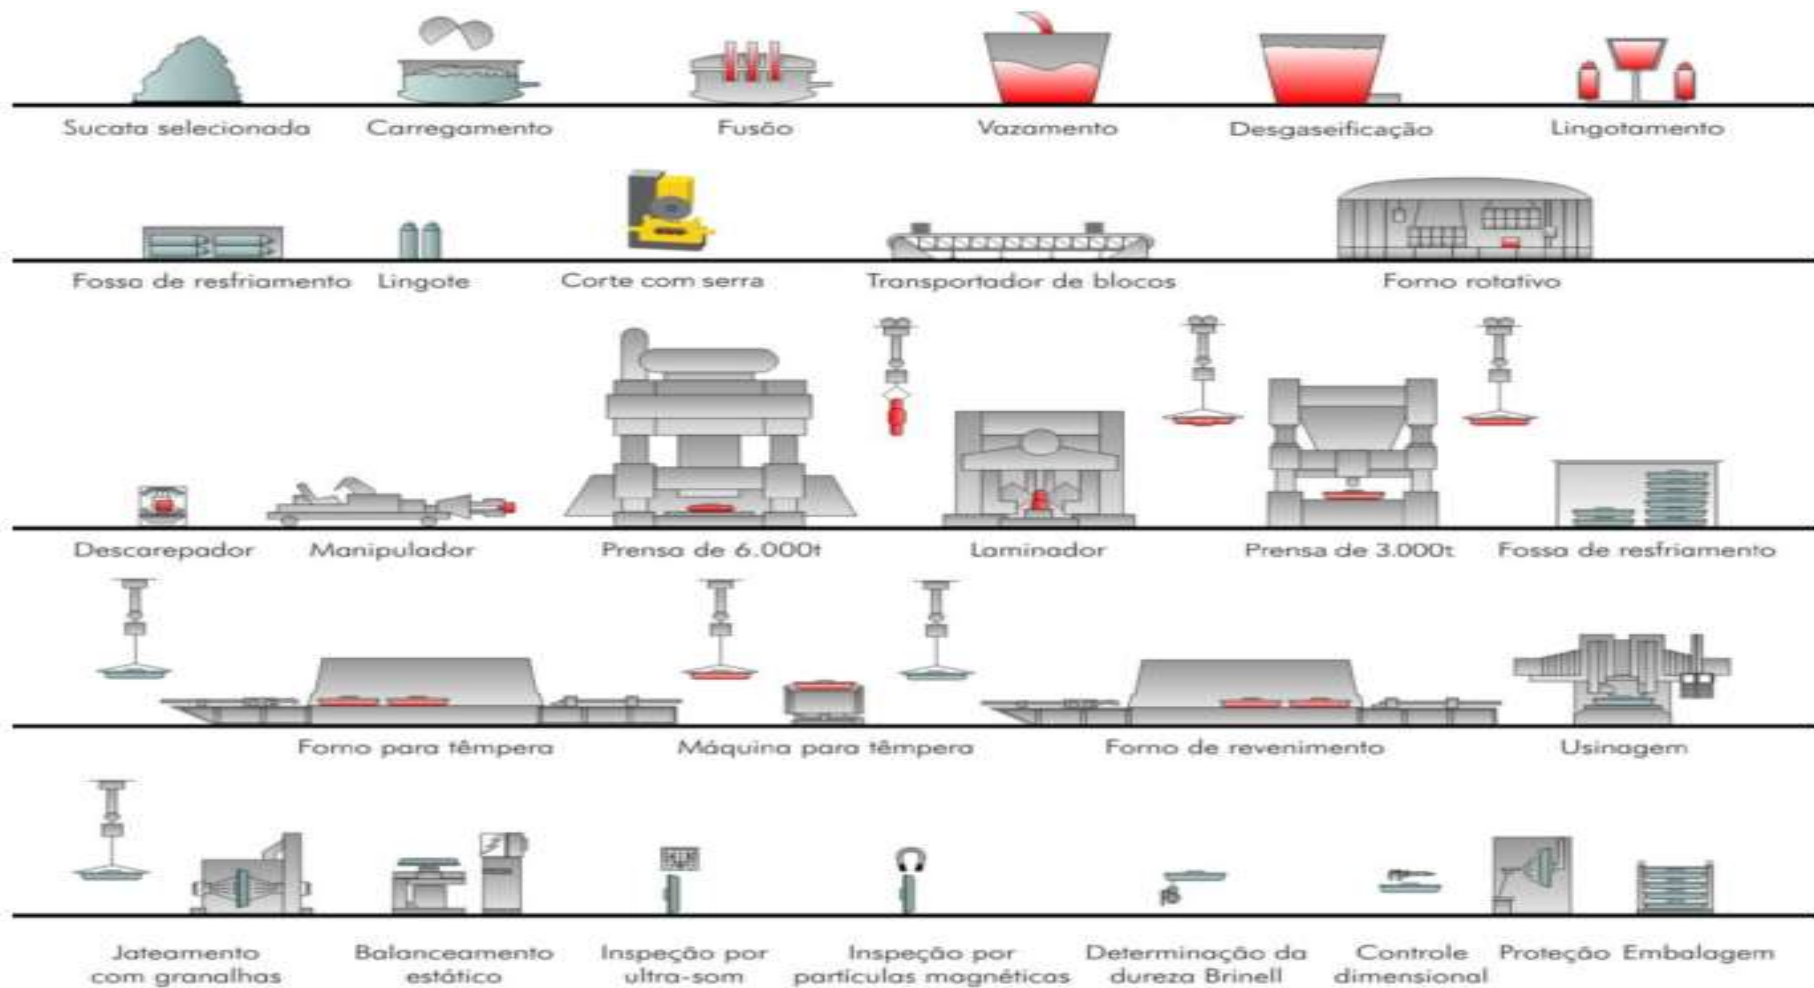 Sucata selecionada Carregamento Fusão Vazamento Desgaseificação Lingotamento
Fossa de resfriamento Lingote Corte com serra Transportador de blocos Forno rotativo
Descarepador Manipulador Prensa de 6.000t Laminador Prensa de 3.000t Fossa de resfriamento
Forno para têmpera Máquina para têmpera Forno de revenimento Usinagem
Jateamento Balanceamento Inspeção por Inspeção por Determinação da Controle Proteção Embalagem
com granalhas estático ultra-som partículas magnéticas dureza Brinell dimensional